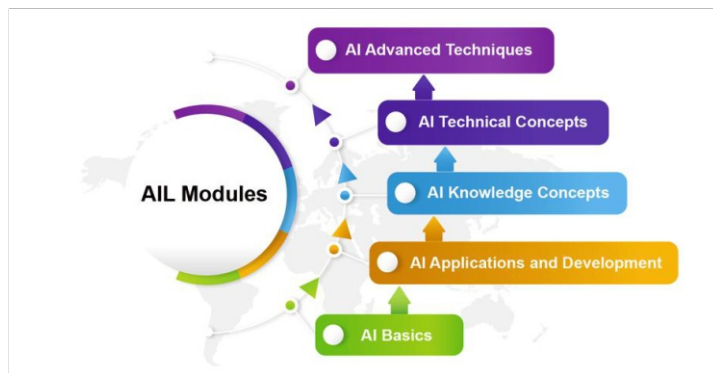 AI Advanced Techniques
AI Technical Concepts
AIL Modules
AI Knowledge Concepts
AI Applications and Development
AI Basics